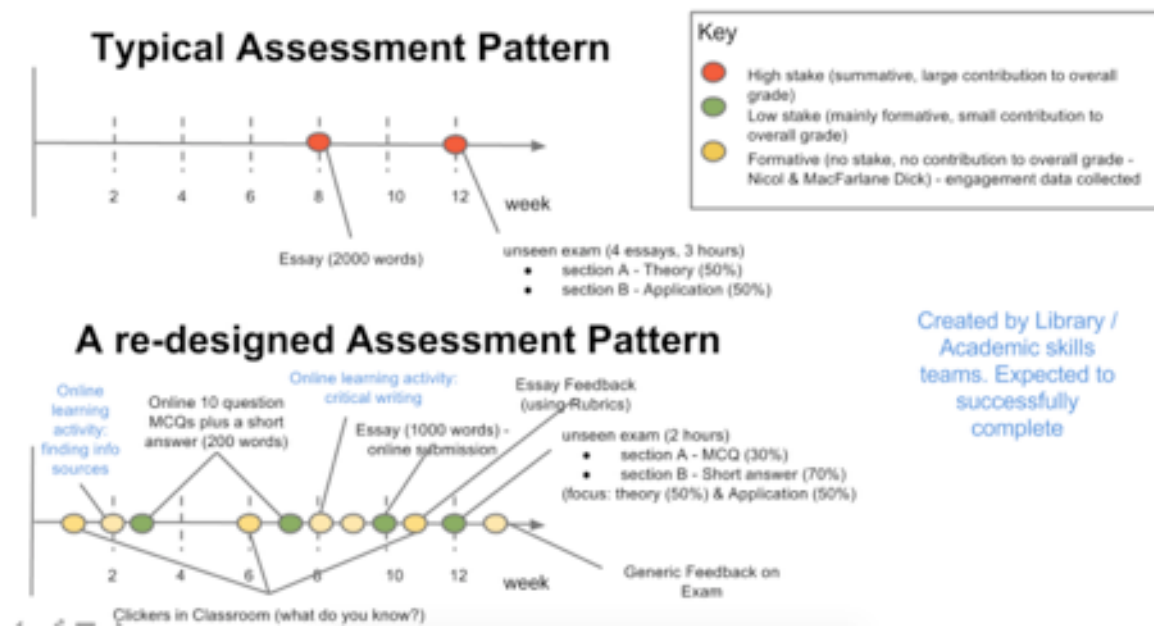 Typical Assessment Pattern
Key
High stake (summative, large contribution to overall
grade)
Low stake (mainly formative, small contribution to
overall grade)
Formative (no stake, no contribution to overall grade -
Nicol & MacFarlane Dick) - engagement data collected
2 4 6 8 10 12 week
Essay (2000 words)
unseen exam (4 essays, 3 hours)
● section A - Theory (50%)
● section B - Application (50%)
A re-designed Assessment Pattern
Created by Library /
Academic skills
teams. Expected to
successfully
complete
Online
learning
activity:
finding info
sources
Online 10 question
MCQs plus a short
answer (200 words)
Online learning activity:
critical writing
Essay (1000 words) -
online submission
Essay Feedback
(using Rubrics)
unseen exam (2 hours)
● section A - MCQ (30%)
● section B - Short answer (70%)
(focus: theory (50%) & Application (50%)
2 4 6 8 10 12 week
Generic Feedback on
Exam
Clickers in Classroom (what do you know?)